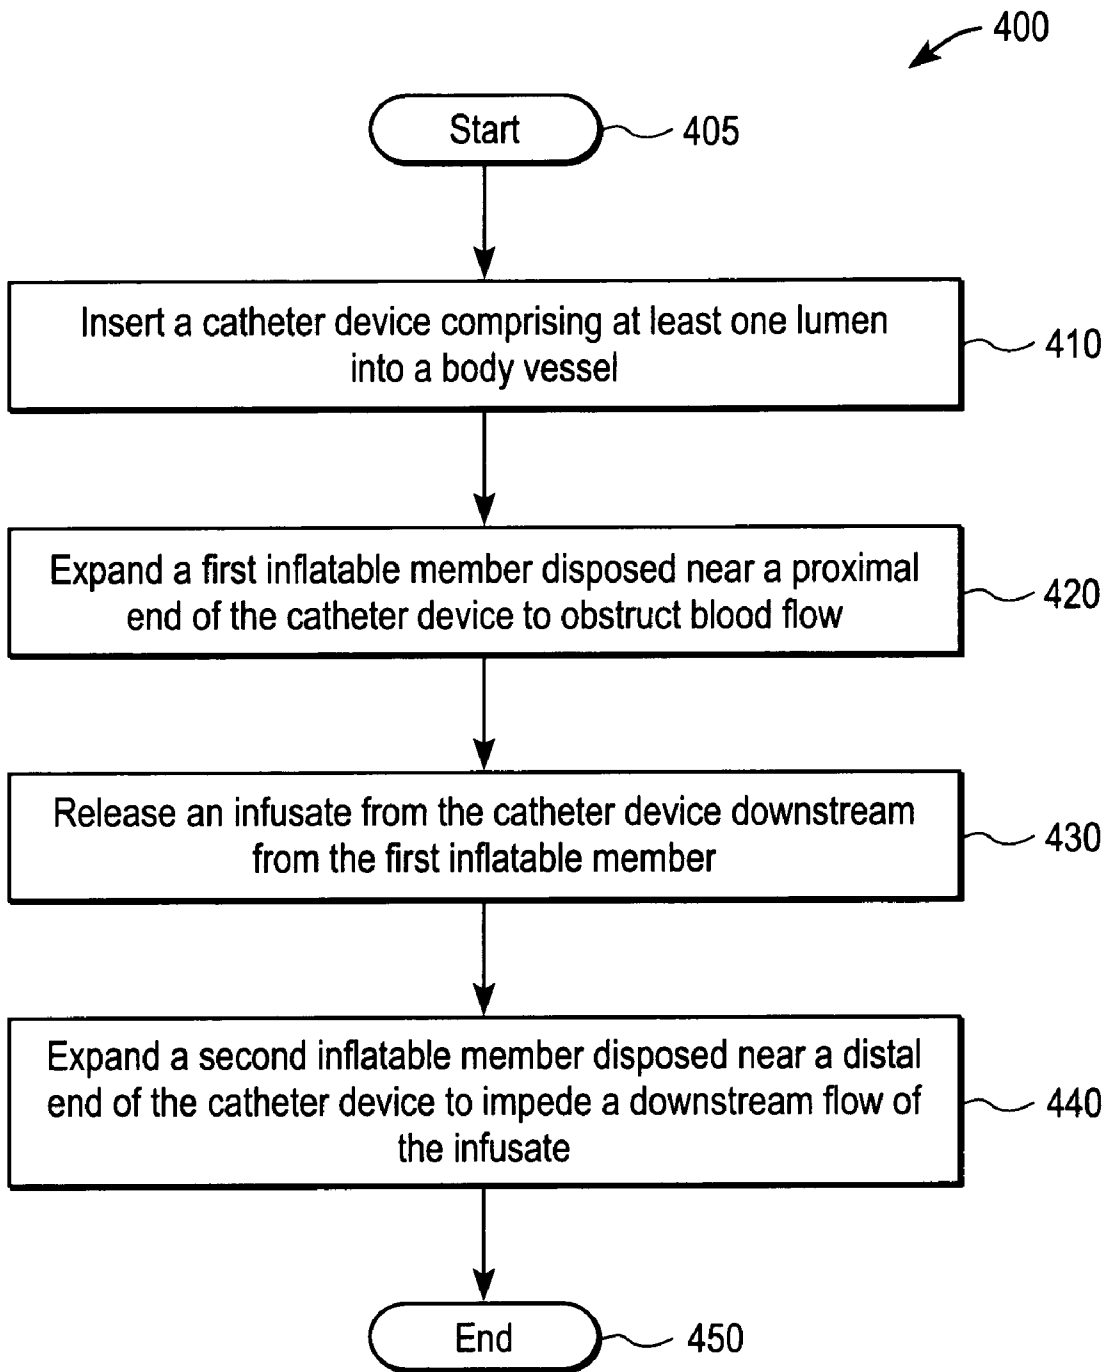 400
Start
405
Insert a catheter device comprising at least one lumen
into a body vessel
410
Expand a first inflatable member disposed near a proximal
end of the catheter device to obstruct blood flow
420
Release an infusate from the catheter device downstream
from the first inflatable member
430
Expand a second inflatable member disposed near a distal
end of the catheter device to impede a downstream flow of
the infusate
440
End
450